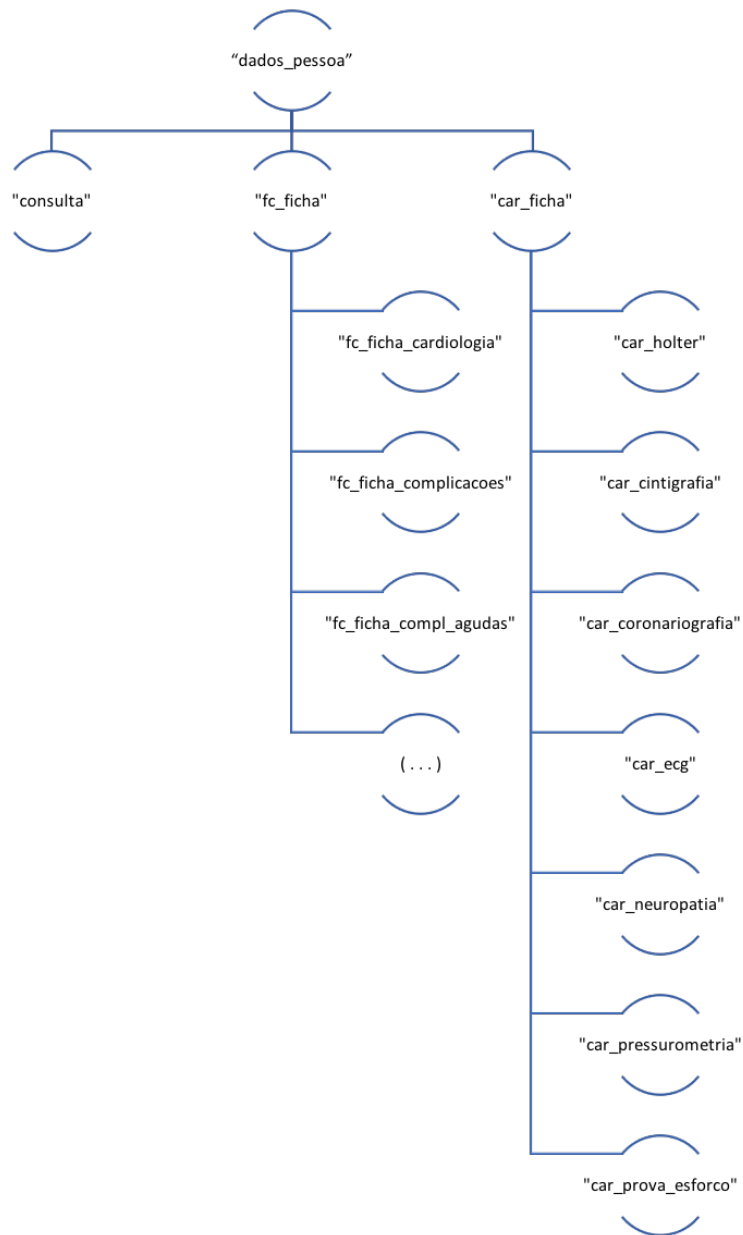 “dados_pessoa”
"consulta"
"fc_ficha"
"car_ficha"
"fc_ficha_cardiologia"
"car_holter"
"fc_ficha_complicacoes"
"car_cintigrafia"
"fc_ficha_compl_agudas"
"car_coronariografia"
( . . . )
"car_ecg"
"car_neuropatia"
"car_pressurometria"
"car_prova_esforco"